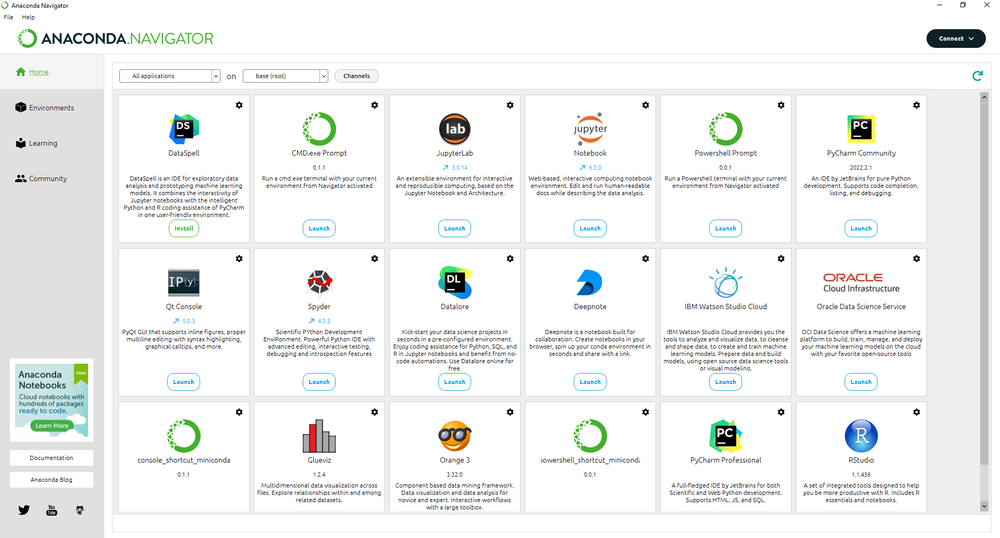 Anaconda Navigator
File Help
ANACONDA.NAVIGATOR
Connect
Home
Environments
Learning
Community
All applications on base (root) Channels
DS
DataSpell
DataSpell is an IDE for exploratory data
analysis and prototyping machine learning
models. It combines the interactivity of
Jupyter notebooks with the intelligent
Python and R coding assistance of PyCharm
in one user-friendly environment.
Install
CMD.exe Prompt
0.1.1
Run a cmd.exe terminal with your current
environment from Navigator activated
Launch
lab
JupyterLab
3.0.14
An extensible environment for interactive
and reproducible computing, based on the
Jupyter Notebook and Architecture.
Launch
jupyter
Notebook
6.3.0
Web-based, interactive computing notebook
environment. Edit and run human-readable
docs while describing the data analysis.
Launch
Powershell Prompt
0.0.1
Run a Powershell terminal with your current
environment from Navigator activated
Launch
PC
PyCharm Community
2022.2.1
An IDE by JetBrains for pure Python
development. Supports code completion,
listing, and debugging.
Launch
IP[y]:
Qt Console
5.0.3
PyQt GUI that supports inline figures, proper
multiline editing with syntax highlighting,
graphical calltips, and more.
Launch
Spyder
4.2.5
Scientific PYthon Development
EnviRonment. Powerful Python IDE with
advanced editing, interactive testing,
debugging and introspection features
Launch
DL
Datalore
Kick-start your data science projects in
seconds in a pre-configured environment.
Enjoy coding assistance for Python, SQL, and
R in Jupyter notebooks and benefit from no-
code automations. Use Datalore online for
free.
Launch
Deepnote
Deepnote is a notebook built for
collaboration. Create notebooks in your
browser, spin up your conda environment in
seconds and share with a link.
Launch
IBM Watson Studio Cloud
IBM Watson Studio Cloud provides you the
tools to analyze and visualize data, to cleanse
and shape data, to create and train machine
learning models. Prepare data and build
models, using open source data science tools
or visual modeling.
Launch
ORACLE
Cloud Infrastructure
Oracle Data Science Service
OCI Data Science offers a machine learning
platform to build, train, manage, and deploy
your machine learning models on the cloud
with your favorite open-source tools
Launch
console_shortcut_miniconda
0.1.1
Glueviz
1.2.4
Multidimensional data visualization across
files. Explore relationships within and among
related datasets.
Orange 3
3.32.0
Component based data mining framework.
Data visualization and data analysis for
novice and expert. Interactive workflows
with a large toolbox.
powershell_shortcut_miniconda
0.0.1
PC
PyCharm Professional
A full-fledged IDE by JetBrains for both
Scientific and Web Python development.
Supports HTML, JS, and SQL.
R
RStudio
1.1.456
A set of integrated tools designed to help
you be more productive with R. Includes R
essentials and notebooks.
New!
Anaconda
Notebooks
Cloud notebooks with
hundreds of packages
ready to code.
Learn More
Documentation
Anaconda Blog
You
Tube